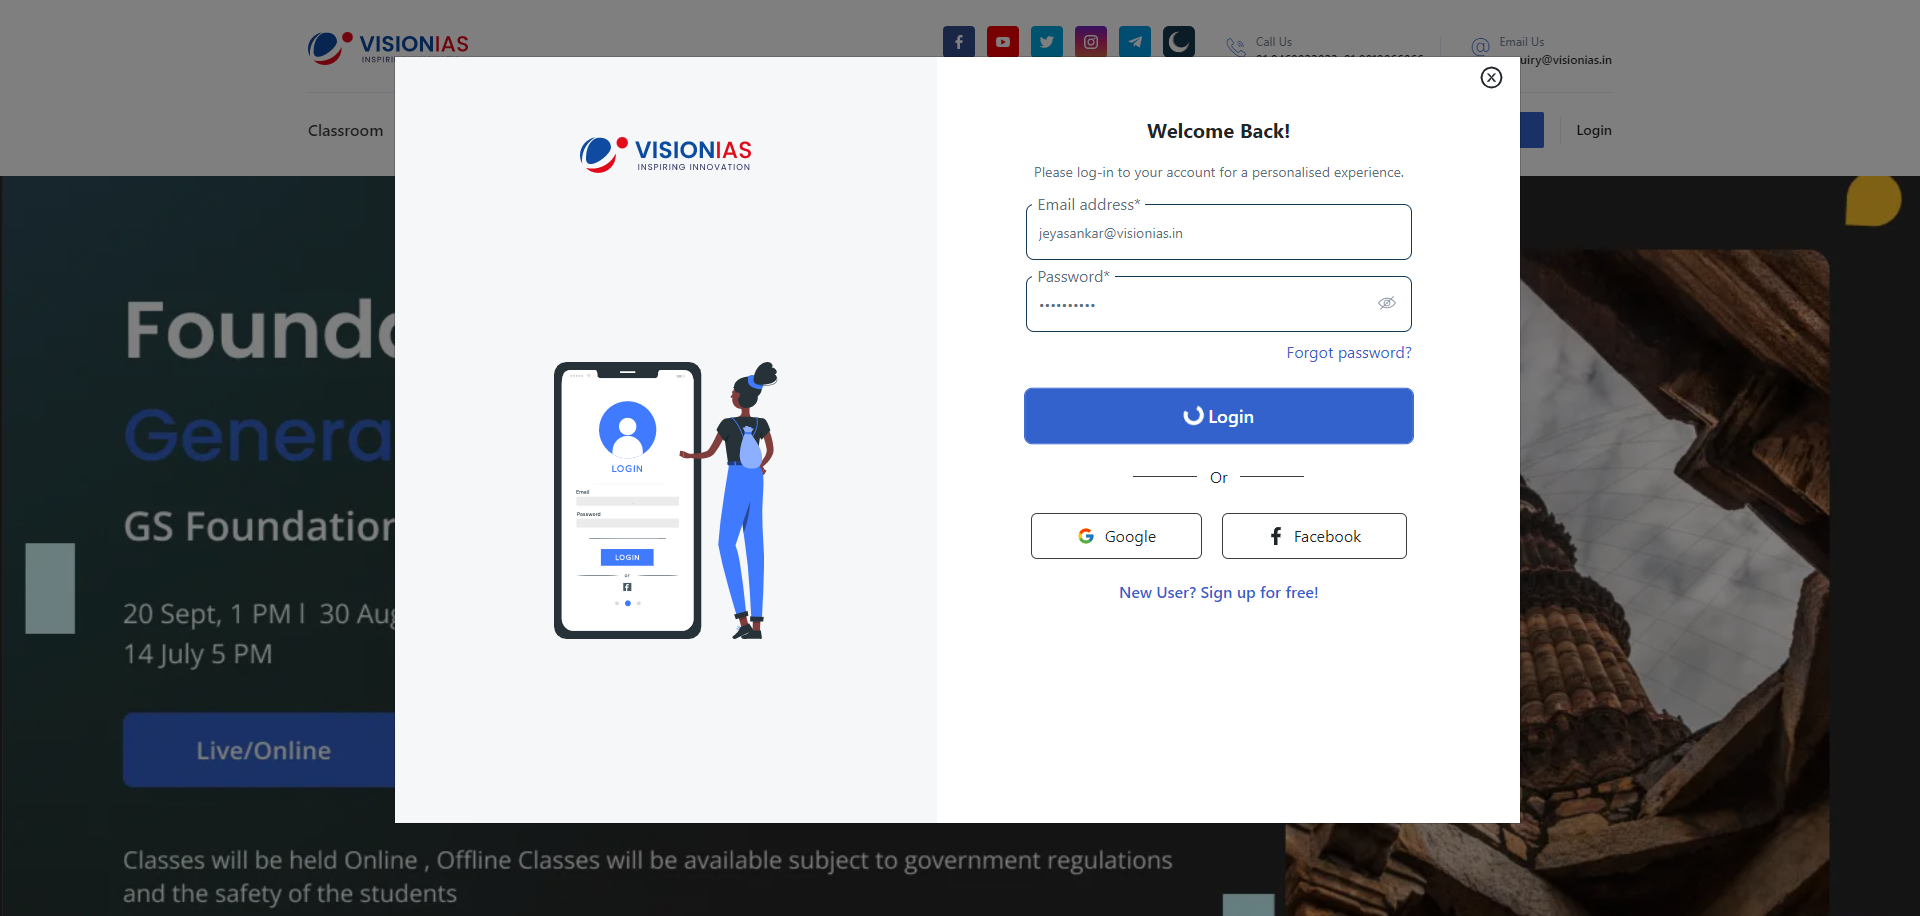 VISIONIAS
Call Us
Email Us
uiry@visionias.in
Classroom
Login
VISIONIAS
INSPIRING INNOVATION
Welcome Back!
Please log-in to your account for a personalised experience.
Email address*
jeyasankar@visionias.in
Password*
••••••••••
Forgot password?
Login
Or
Google
Facebook
New User? Sign up for free!
LOGIN
Email
Password
LOGIN
or
Founda
Genera
GS Foundation
20 Sept, 1 PM | 30 Aug
14 July 5 PM
Live/Online
Classes will be held Online , Offline Classes will be available subject to government regulations
and the safety of the students